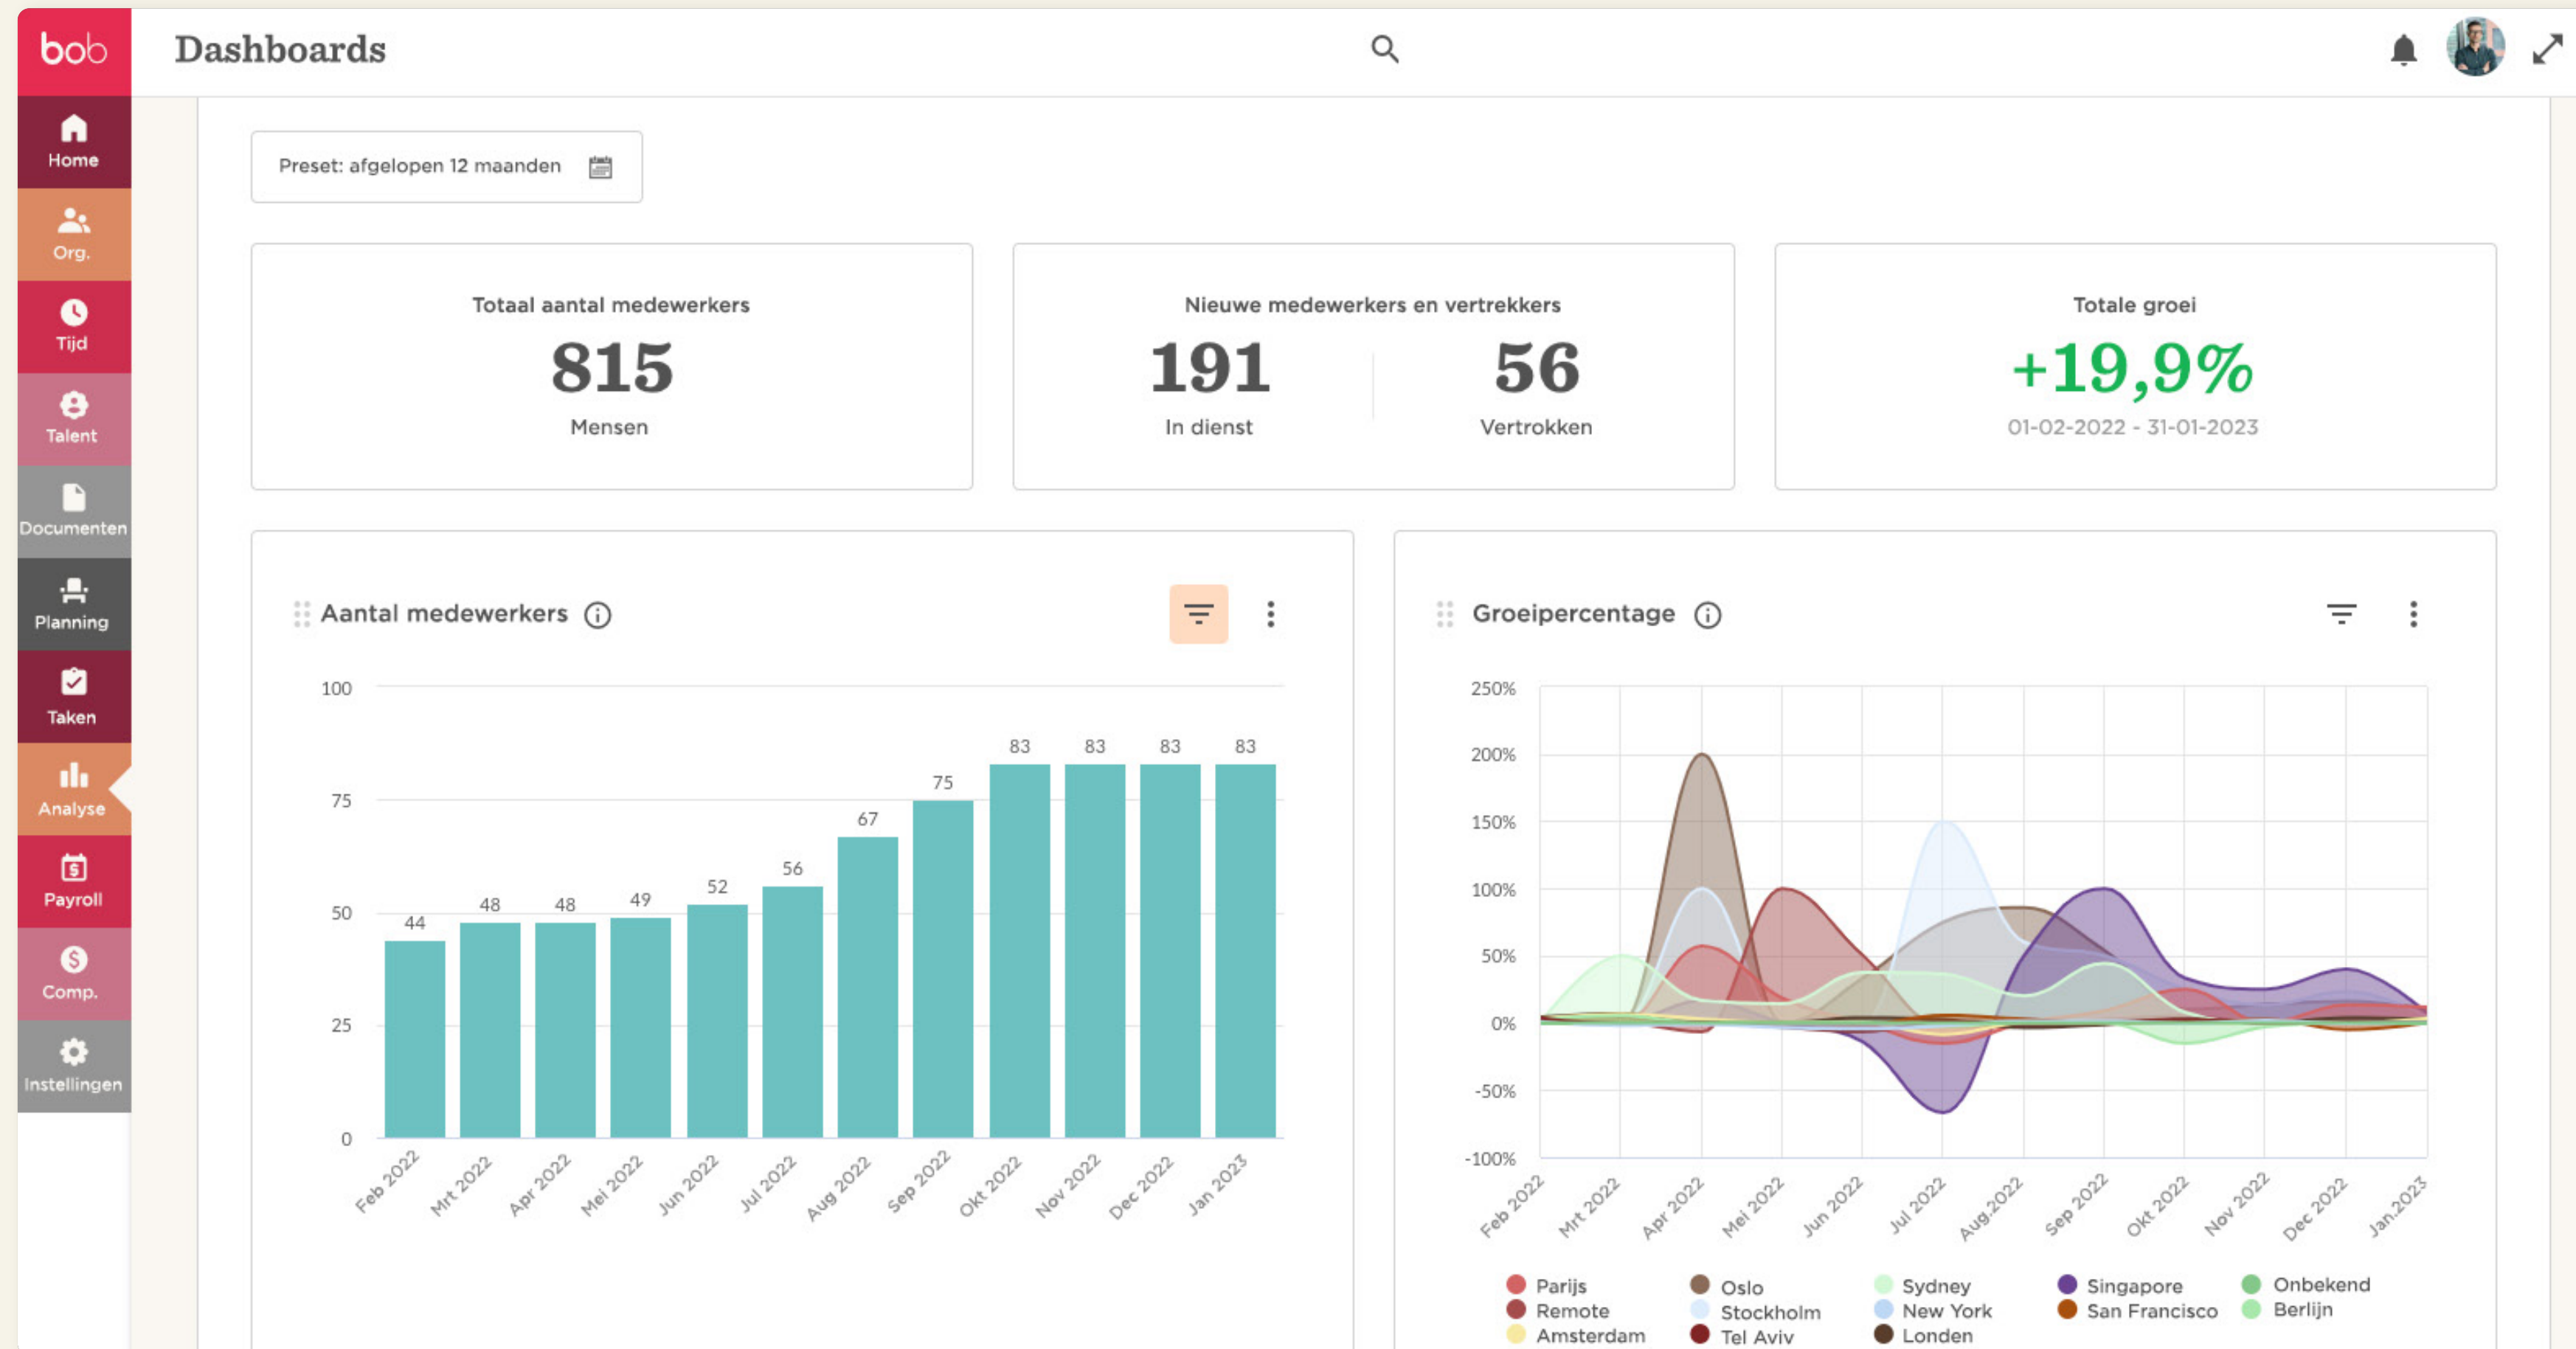 bob
Dashboards
Home
Org.
Tijd
Talent
Documenten
Planning
Taken
Analyse
Payroll
Comp.
Instellingen
Preset: afgelopen 12 maanden
Totaal aantal medewerkers
815
Mensen
Nieuwe medewerkers en vertrekkers
191
In dienst
56
Vertrokken
Totale groei
+19,9%
01-02-2022 - 31-01-2023
Aantal medewerkers
100
75
50
25
0
44
48
48
49
52
56
67
75
83
83
83
83
Feb 2022
Mrt 2022
Apr 2022
Mei 2022
Jun 2022
Jul 2022
Aug 2022
Sep 2022
Okt 2022
Nov 2022
Dec 2022
Jan 2023
Groeipercentage
250%
200%
150%
100%
50%
0%
-50%
-100%
Feb 2022
Mrt 2022
Apr 2022
Mei 2022
Jun 2022
Jul 2022
Aug.2022
Sep 2022
Okt 2022
Nov 2022
Dec 2022
Jan.2023
Parijs
Remote
Amsterdam
Oslo
Stockholm
Tel Aviv
Sydney
New York
Londen
Singapore
San Francisco
Onbekend
Berlijn